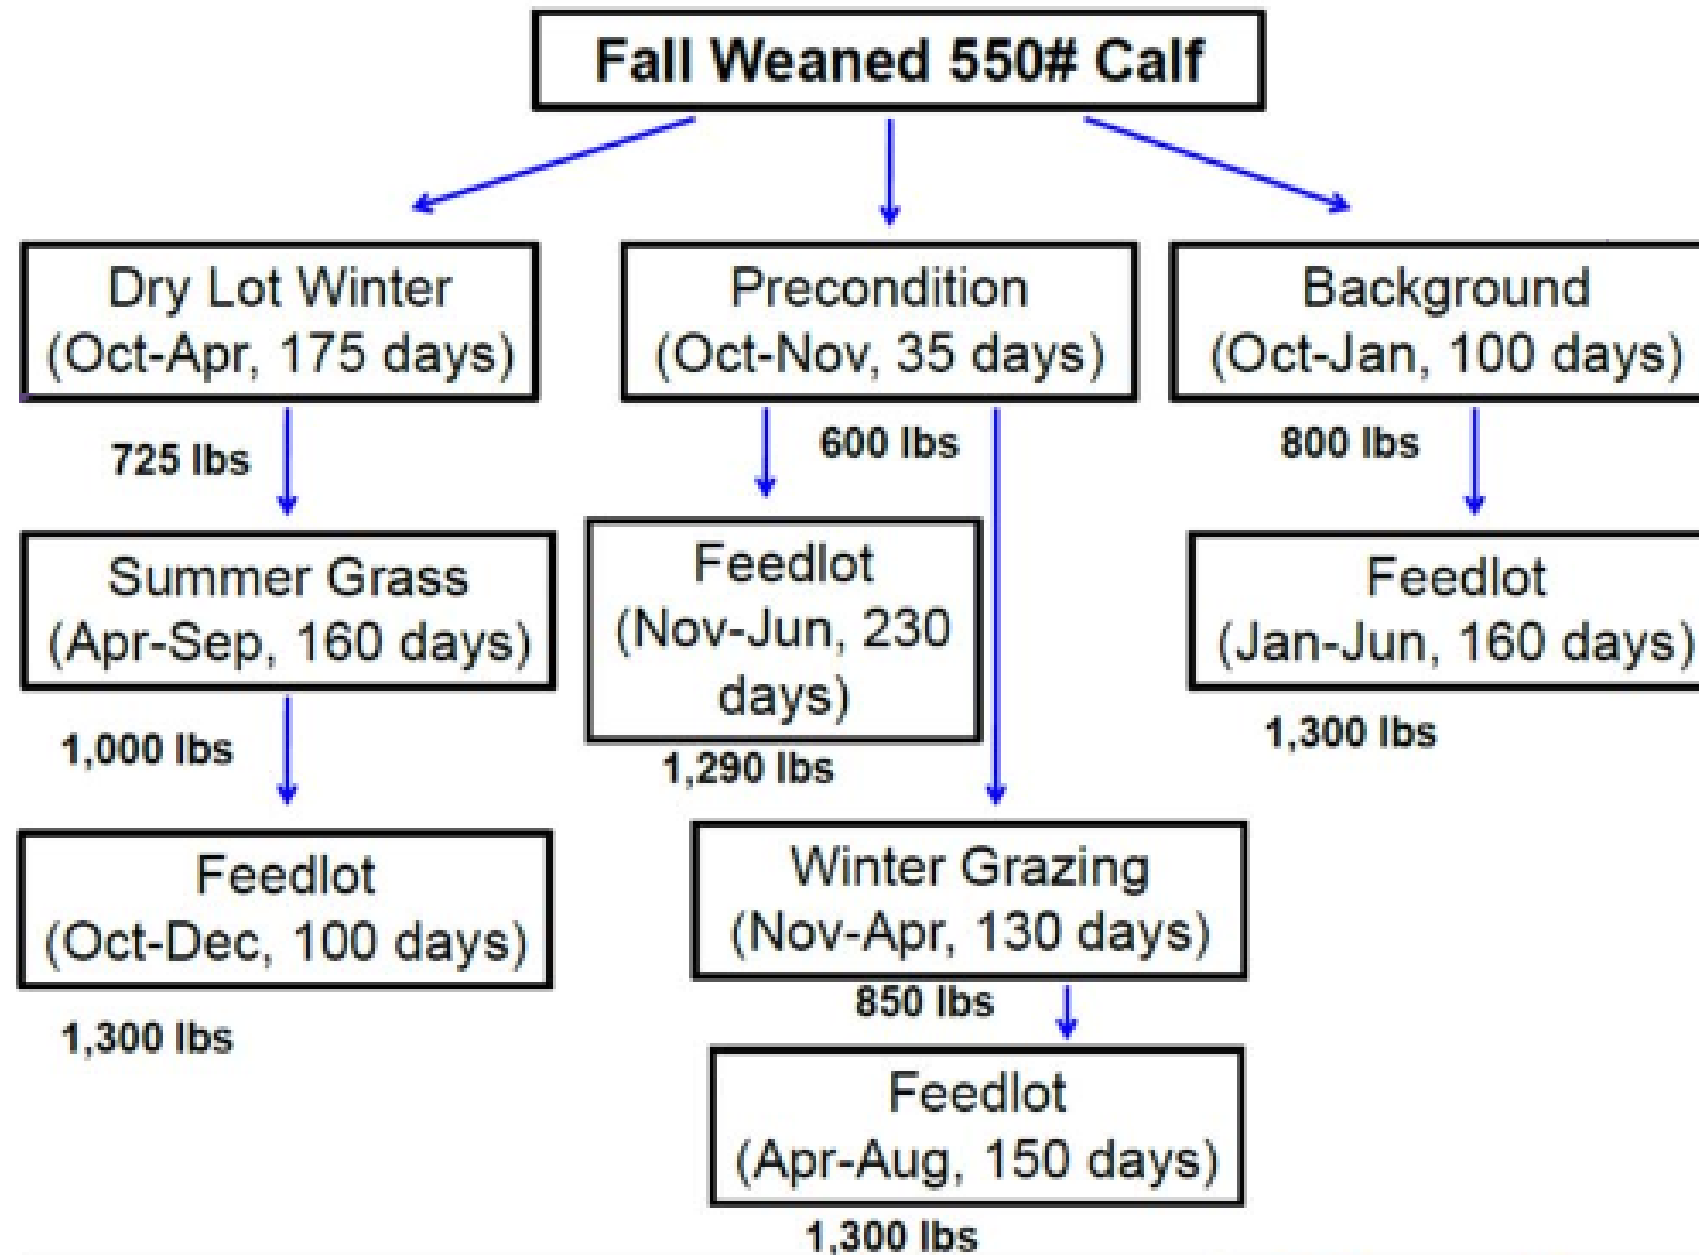 Fall Weaned 550# Calf
Dry Lot Winter
(Oct-Apr, 175 days)
725 lbs
Summer Grass
(Apr-Sep, 160 days)
1,000 lbs
Feedlot
(Oct-Dec, 100 days)
1,300 lbs
Precondition
(Oct-Nov, 35 days)
600 lbs
Feedlot
(Nov-Jun, 230
days)
1,290 lbs
Winter Grazing
(Nov-Apr, 130 days)
850 lbs
Feedlot
(Apr-Aug, 150 days)
1,300 lbs
Background
(Oct-Jan, 100 days)
800 lbs
Feedlot
(Jan-Jun, 160 days)
1,300 lbs